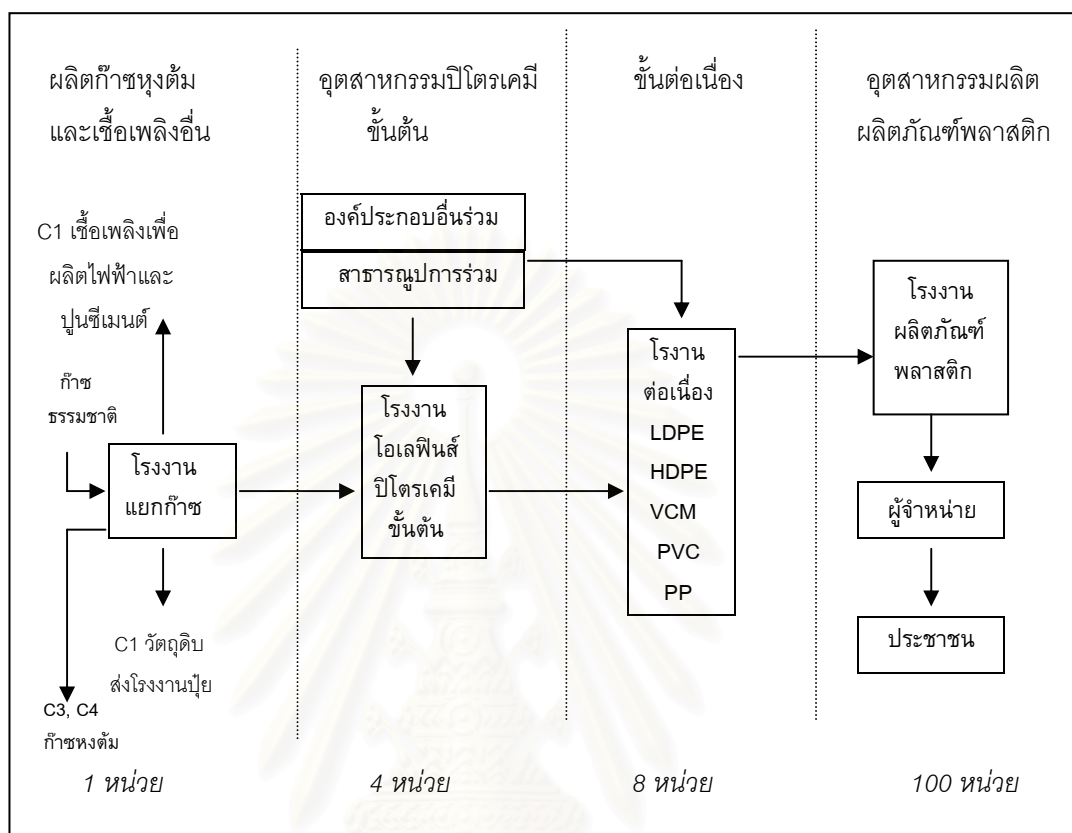 ผลิตก๊าซหุงต้ม
และเชื้อเพลิงอื่น
อุตสาหกรรมปิโตรเคมี
ขั้นต้น
ขั้นต่อเนื่อง
อุตสาหกรรมผลิต
ผลิตภัณฑ์พลาสติก
C1 เชื้อเพลิงเพื่อ
ผลิตไฟฟ้าและ
ปูนซีเมนต์
ก๊าซ
ธรรมชาติ
โรงงาน
แยกก๊าซ
C1 วัตถุดิบ
ส่งโรงงานปุ๋ย
C3, C4
ก๊าซหงต้ม
องค์ประกอบอื่นร่วม
สาธารณูปการร่วม
โรงงาน
โอเลฟินส์
ปิโตรเคมี
ขั้นต้น
โรงาน
ต่อเนื่อง
LDPE
HDPE
VCM
PVC
PP
โรงงาน
ผลิตภัณฑ์
พลาสติก
ผู้จำหน่าย
ประชาชน
1 หน่วย
4 หน่วย
8 หน่วย
100 หน่วย